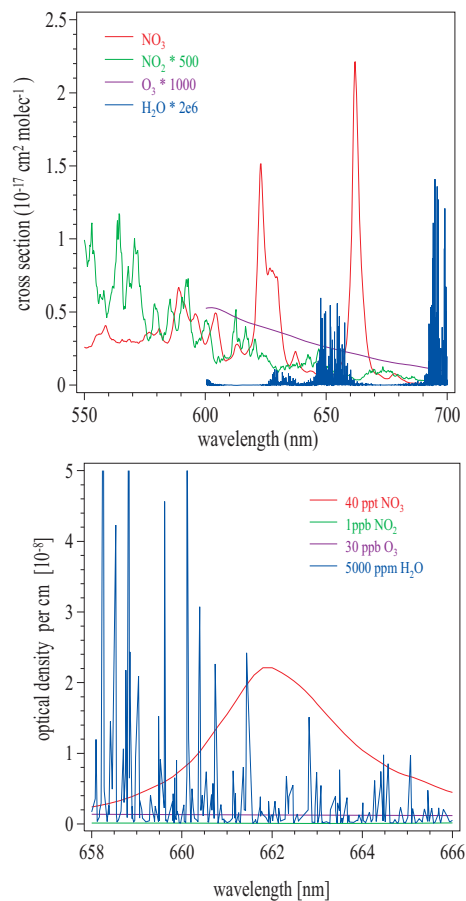 2.5
2
1.5
1
0.5
0
cross section (10⁻¹⁷ cm² molec⁻¹)
NO₃
NO₂ * 500
O₃ * 1000
H₂O * 2e6
550 600 650 700
wavelength (nm)
5
4
3
2
1
0
optical density per cm [10⁻⁸]
40 ppt NO₃
1ppb NO₂
30 ppb O₃
5000 ppm H₂O
658 660 662 664 666
wavelength [nm]